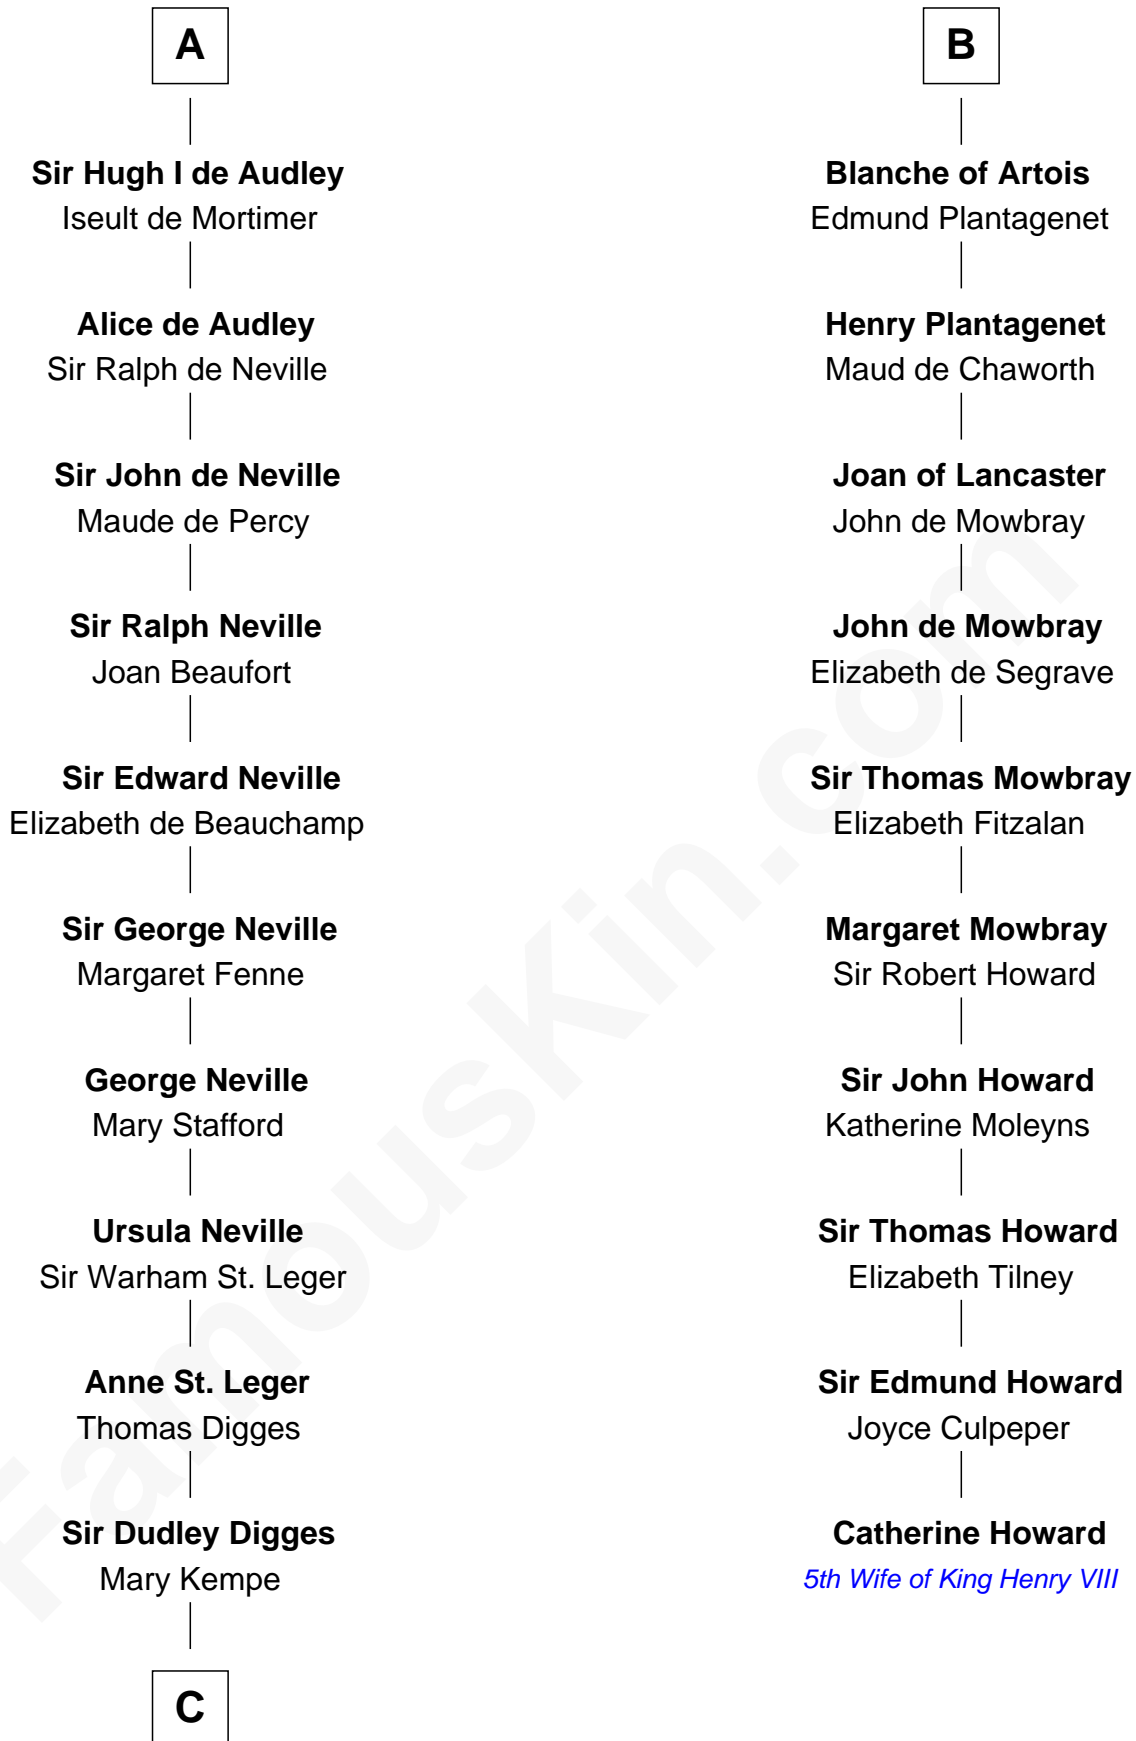 A
Sir Hugh I de Audley
Iseult de Mortimer
Alice de Audley
Sir Ralph de Neville
Sir John de Neville
Maude de Percy
Sir Ralph Neville
Joan Beaufort
Sir Edward Neville
Elizabeth de Beauchamp
Sir George Neville
Margaret Fenne
George Neville
Mary Stafford
Ursula Neville
Sir Warham St. Leger
Anne St. Leger
Thomas Digges
Sir Dudley Digges
Mary Kempe
C
B
Blanche of Artois
Edmund Plantagenet
Henry Plantagenet
Maud de Chaworth
Joan of Lancaster
John de Mowbray
John de Mowbray
Elizabeth de Segrave
Sir Thomas Mowbray
Elizabeth Fitzalan
Margaret Mowbray
Sir Robert Howard
Sir John Howard
Katherine Moleyns
Sir Thomas Howard
Elizabeth Tilney
Sir Edmund Howard
Joyce Culpeper
Catherine Howard
5th Wife of King Henry VIII
FamousKin.com